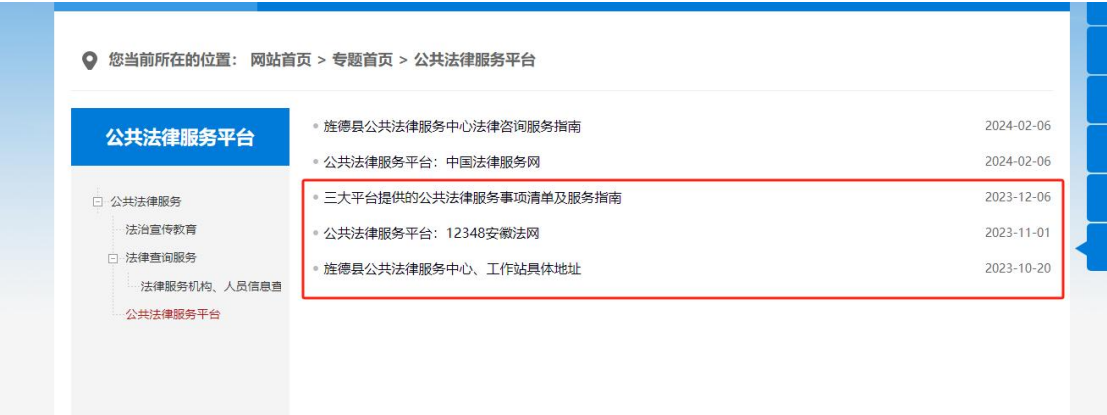 您当前所在的位置： 网站首页 > 专题首页 > 公共法律服务平台
公共法律服务平台
公共法律服务
法治宣传教育
法律查询服务
法律服务机构、人员信息查
公共法律服务平台
旌德县公共法律服务中心法律咨询服务指南 2024-02-06
公共法律服务平台：中国法律服务网 2024-02-06
三大平台提供的公共法律服务事项清单及服务指南 2023-12-06
公共法律服务平台：12348安徽法网 2023-11-01
旌德县公共法律服务中心、工作站具体地址 2023-10-20